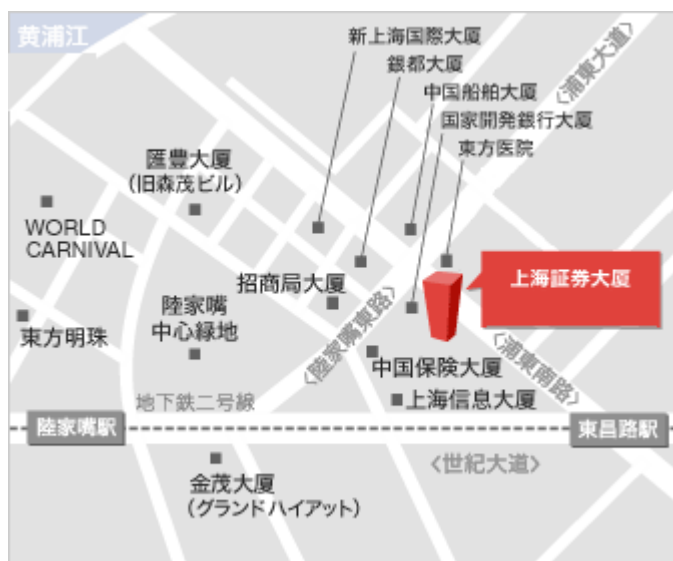 黄浦江
新上海国際大厦
銀都大厦
中国船舶大厦
国家開発銀行大厦
東方医院
〈浦東大道〉
匯豊大厦
(旧森茂ビル)
WORLD
CARNIVAL
上海証券大厦
招商局大厦
陸家嘴
中心緑地
東方明珠
〈陸家嘴東路〉
〈浦東南路〉
中国保険大厦
上海信息大厦
地下鉄二号線
陸家嘴駅
東昌路駅
〈世紀大道〉
金茂大厦
(グランドハイアット)